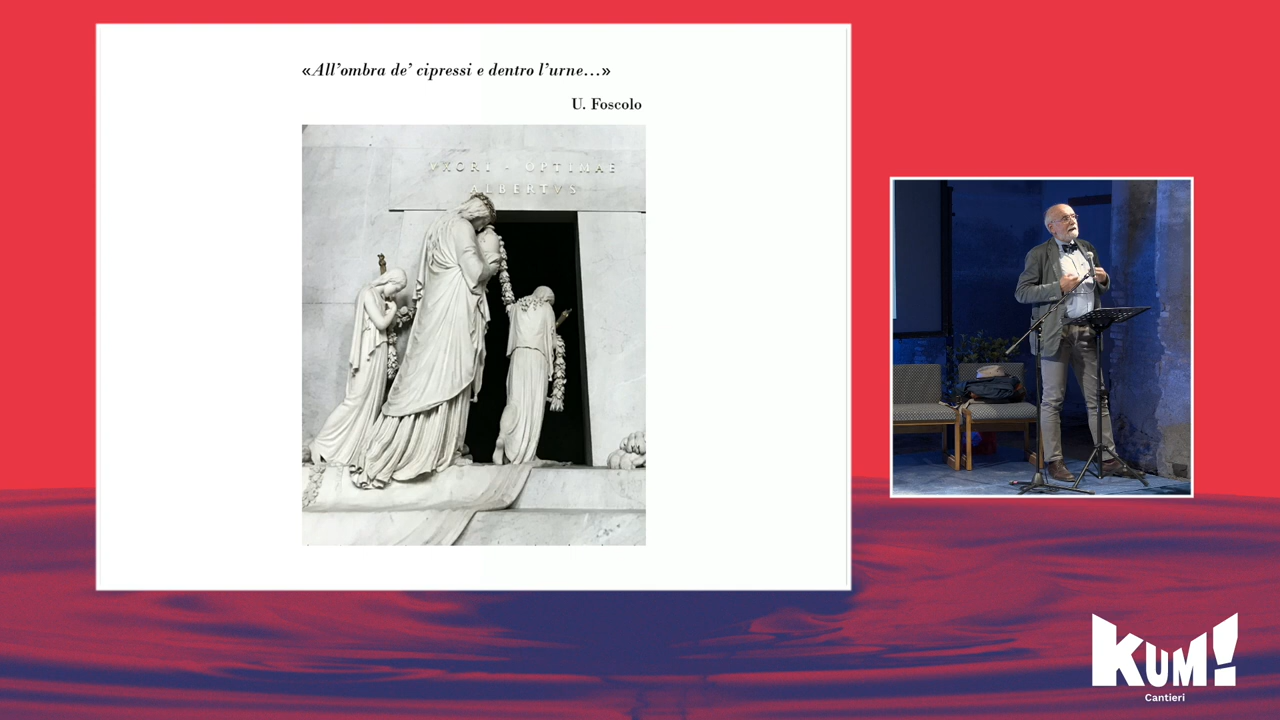 «All’ombra de’ cipressi e dentro l’urne…»
U. Foscolo
VXORI · OPTIMAE
ALBERTVS
KUM!
Cantieri